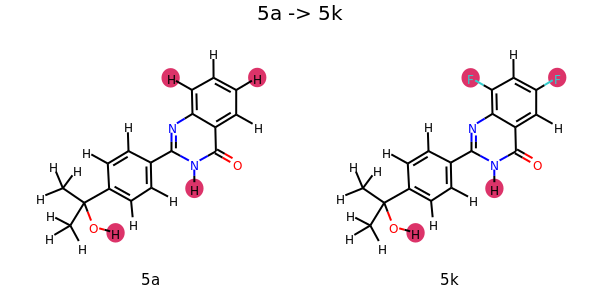 5a -> 5k
H H H H H
N N H O
H H H H
H H H H H H
O H
5a
H F F H
N N H O
H H H H
H H H H H H
O H
5k